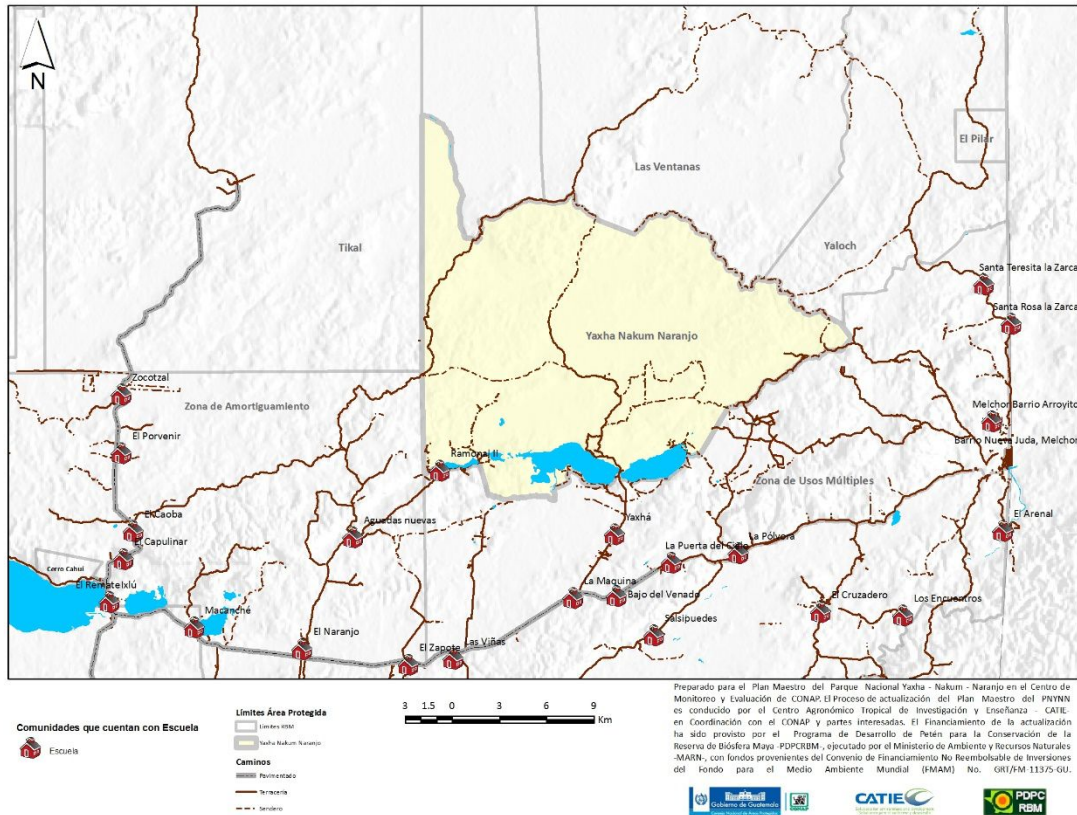 N
El Pilar
Las Ventanas
Tikal
Yaloch
Santa Teresita la Zarca
Santa Rosa la Zarca
Yaxha Nakum Naranjo
Zocotzal
Zona de Amortiguamiento
Melchor Barrio Arroyito
El Porvenir
Barrio Nueva Juda, Melchor
Ramonal II
Zona de Usos Múltiples
El Caoba
Aguadas nuevas
Yaxhá
El Arenal
El Capulinar
La Puerta del Cielo
La Pólvora
Cerro Cahui
El RemateIxlú
La Maquina
Bajo del Venado
El Cruzadero
Los Encuentros
Macanché
El Naranjo
Salsipuedes
El Zapote
Las Viñas
Comunidades que cuentan con Escuela
Escuela
Límites Área Protegida
Límites RBM
Yaxha Nakum Naranjo
Caminos
Pavimentado
Terracería
Sendero
3 1.5 0 3 6 9
Km
Preparado para el Plan Maestro del Parque Nacional Yaxha - Nakum - Naranjo en el Centro de
Monitoreo y Evaluación de CONAP. El Proceso de actualización del Plan Maestro del PNYNN
es conducido por el Centro Agronómico Tropical de Investigación y Enseñanza - CATIE-
en Coordinación con el CONAP y partes interesadas. El Financiamiento de la actualización
ha sido provisto por el Programa de Desarrollo de Petén para la Conservación de la
Reserva de Biósfera Maya -PDPCRBM-, ejecutado por el Ministerio de Ambiente y Recursos Naturales
-MARN-, con fondos provenientes del Convenio de Financiamiento No Reembolsable de Inversiones
del Fondo para el Medio Ambiente Mundial (FMAM) No. GRT/FM-11375-GU.
Gobierno de Guatemala
CATIE
PDPC
RBM